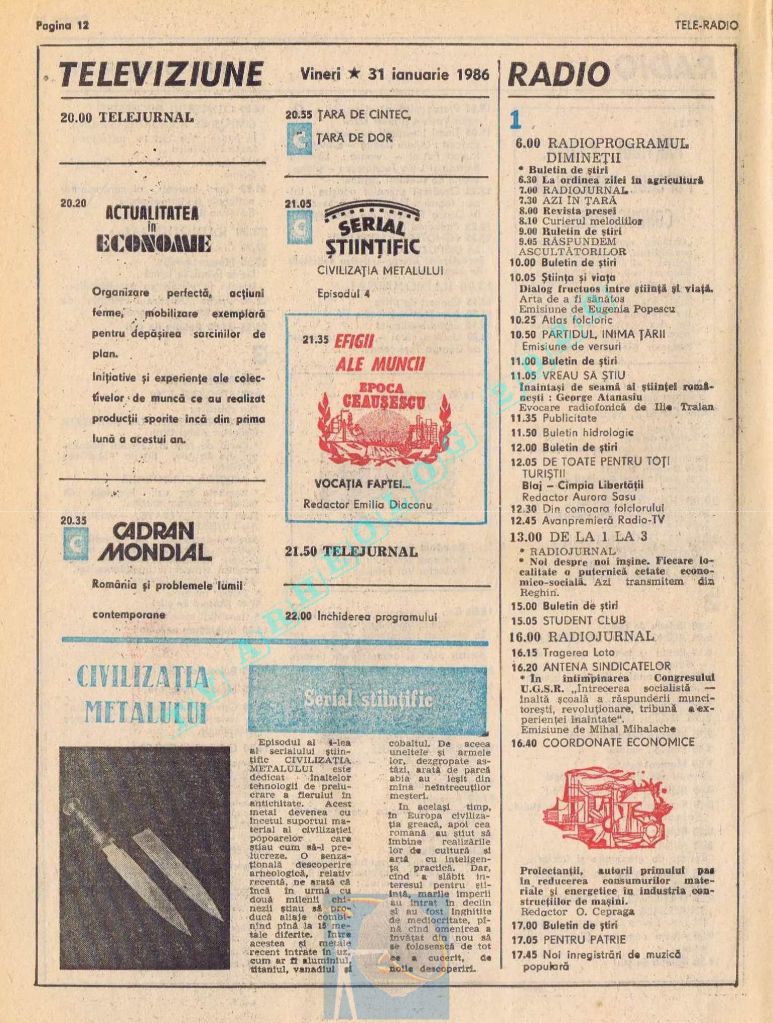 Pagina 12
TELE-RADIO
TELEVIZIUNE
Vineri ★ 31 ianuarie 1986
20.00 TELEJURNAL
20.20
ACTUALITATEA
în
ECONOMIE
Organizare perfectă, acțiuni
ferme, mobilizare exemplară
pentru depășirea sarcinilor de
plan.
Inițiative și experiențe ale colec-
tivelor de muncă ce au realizat
producții sporite încă din prima
lună a acestui an.
20.35
C
CADRAN
MONDIAL
România și problemele lumii
contemporane
20.55 ȚARĂ DE CÎNTEC,
C
ȚARĂ DE DOR
21.05
C
SERIAL
ȘTIINȚIFIC
CIVILIZAȚIA METALULUI
Episodul 4
21.35 EFIGII
ALE MUNCII
EPOCA
CEAUȘESCU
VOCAȚIA FAPTEI...
Redactor Emilia Diaconu
21.50 TELEJURNAL
22.00 Închiderea programului
CIVILIZAȚIA
METALULUI
Serial științific
Episodul al 4-lea
al serialului știin-
țific CIVILIZAȚIA
METALULUI este
dedicat înaltelor
tehnologii de prelu-
crare a fierului în
antichitate. Acest
metal devenea cu
încetul suportul ma-
terial al civilizației
popoarelor care
știau cum să-l pre-
lucreze. O senza-
țională descoperire
arheologică, relativ
recentă, ne arată că
încă în urmă cu
două milenii chi-
nezii știau să pro-
ducă aliaje combi-
nînd pînă la 15 me-
tale diferite. Între
acestea și metale
recent intrate în uz,
cum ar fi aluminiul,
titaniul, vanadiul și
cobaltul. De aceea
uneltele și armele
lor, dezgropate as-
tăzi, arată de parcă
abia au ieșit din
mîna neîntrecuților
meșteri.
În același timp,
în Europa civiliza-
ția greacă, apoi cea
romană au știut să
îmbine realizările
lor de cultură și
artă cu inteligen-
ța practică. Dar,
cînd a slăbit in-
teresul pentru ști-
ință, marile imperii
au intrat în declin
și au fost înghițite
de mediocritate, pî-
nă cînd omenirea a
învățat din nou să
se folosească de tot
ce a cucerit, de
noile descoperiri.
RADIO
1
6.00 RADIOPROGRAMUL
DIMINEȚII
* Buletin de știri
6.30 La ordinea zilei în agricultură
7.00 RADIOJURNAL
7.30 AZI ÎN ȚARĂ
8.00 Revista presei
8.10 Curierul melodiilor
9.00 Buletin de știri
9.05 RĂSPUNDEM
ASCULTĂTORILOR
10.00 Buletin de știri
10.05 Știința și viața
Dialog fructuos între știință și viață.
Arta de a fi sănătos
Emisiune de Eugenia Popescu
10.25 Atlas folcloric
10.50 PARTIDUL, INIMA ȚĂRII
Emisiune de versuri
11.00 Buletin de știri
11.05 VREAU SĂ ȘTIU
Înaintași de seamă ai științei romă-
nești : George Atanasiu
Evocare radiofonică de Ilie Traian
11.35 Publicitate
11.50 Buletin hidrologic
12.00 Buletin de știri
12.05 DE TOATE PENTRU TOȚI
TURIȘTII
Blaj – Cîmpia Libertății
Redactor Aurora Sasu
12.30 Din comoara folclorului
12.45 Avanpremieră Radio-TV
13.00 DE LA 1 LA 3
* RADIOJURNAL
* Noi despre noi înșine. Fiecare lo-
calitate o puternică cetate econo-
mico-socială. Azi transmitem din
Reghin.
15.00 Buletin de știri
15.05 STUDENT CLUB
16.00 RADIOJURNAL
16.15 Tragerea Loto
16.20 ANTENA SINDICATELOR
* În întîmpinarea Congresului
U.G.S.R. „Întrecerea socialistă —
înaltă școală a răspunderii munci-
torești, revoluționare, tribună a ex-
perienței înaintate“.
Emisiune de Mihai Mihalache
16.40 COORDONATE ECONOMICE
Proiectanții, autorii primului pas
în reducerea consumurilor mate-
riale și energetice în industria con-
strucțiilor de mașini.
Redactor O. Cepraga
17.00 Buletin de știri
17.05 PENTRU PATRIE
17.45 Noi înregistrări de muzică
populară